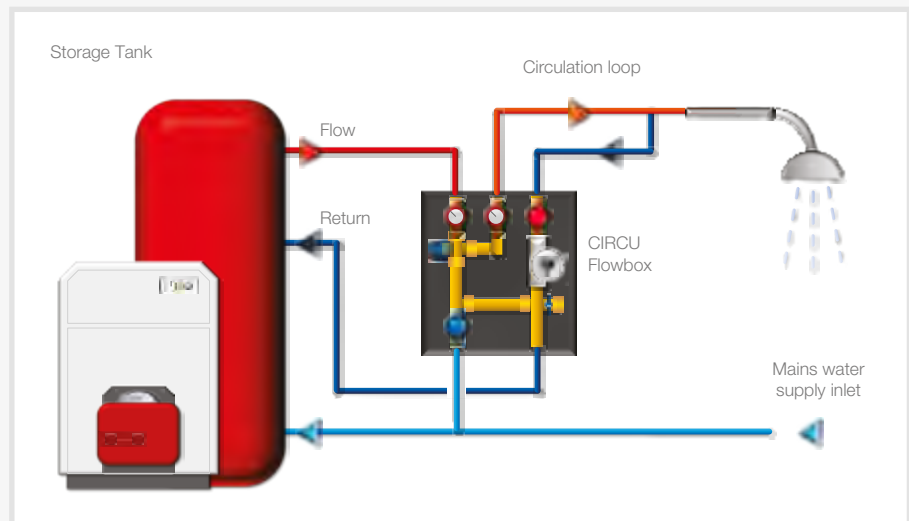 Storage Tank
Circulation loop
Flow
Return
CIRCU
Flowbox
Mains water
supply inlet